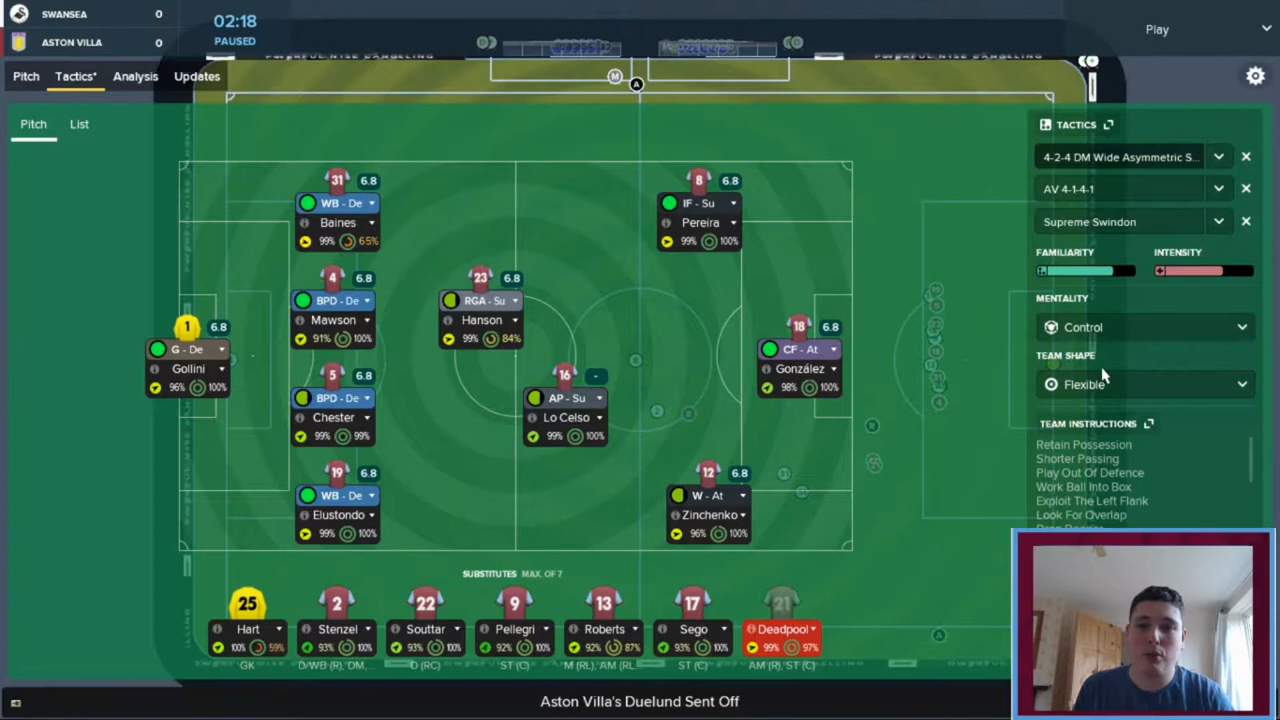 SWANSEA 0
ASTON VILLA 0
02:18
PAUSED
Play
Pitch Tactics* Analysis Updates
Pitch List
31 6.8
WB - De
Baines
99% 65%
8 6.8
IF - Su
Pereira
99% 100%
4 6.8
BPD - De
Mawson
91% 100%
23 6.8
RGA - Su
Hanson
99% 84%
1 6.8
G - De
Gollini
96% 100%
18 6.8
CF - At
González
98% 100%
5 6.8
BPD - De
Chester
99% 99%
16 -
AP - Su
Lo Celso
99% 100%
19 6.8
WB - De
Elustondo
99% 100%
12 6.8
W - At
Zinchenko
96% 100%
M
A
SUBSTITUTES MAX. OF 7
25 2 22 9 13 17 21
Hart Stenzel Souttar Pellegri Roberts Sego Deadpool
100% 59% 93% 100% 93% 100% 92% 100% 92% 87% 93% 100% 99% 97%
GK D/WB (R), DM, D (RC) ST (C) M (RL), AM (RL ST (C) AM (R), ST (C)
TACTICS
4-2-4 DM Wide Asymmetric S...
AV 4-1-4-1
Supreme Swindon
FAMILIARITY INTENSITY
MENTALITY
Control
TEAM SHAPE
Flexible
TEAM INSTRUCTIONS
Retain Possession
Shorter Passing
Play Out Of Defence
Work Ball Into Box
Exploit The Left Flank
Look For Overlap
Aston Villa's Duelund Sent Off